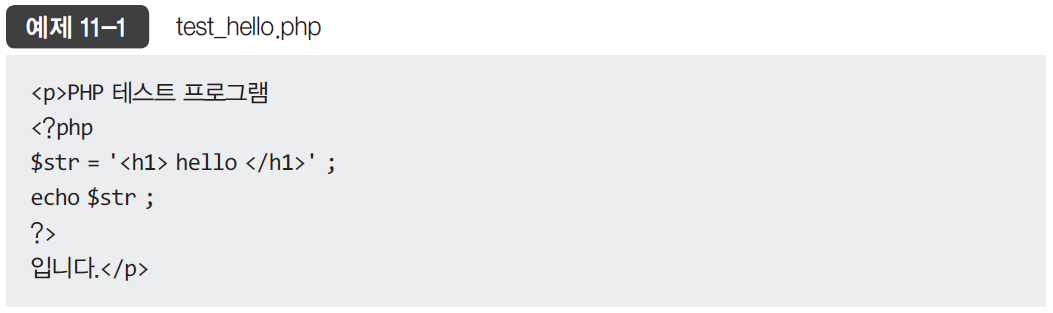 예제 11-1 test_hello.php
<p>PHP 테스트 프로그램
<?php
$str = '<h1> hello </h1>' ;
echo $str ;
?>
입니다.</p>